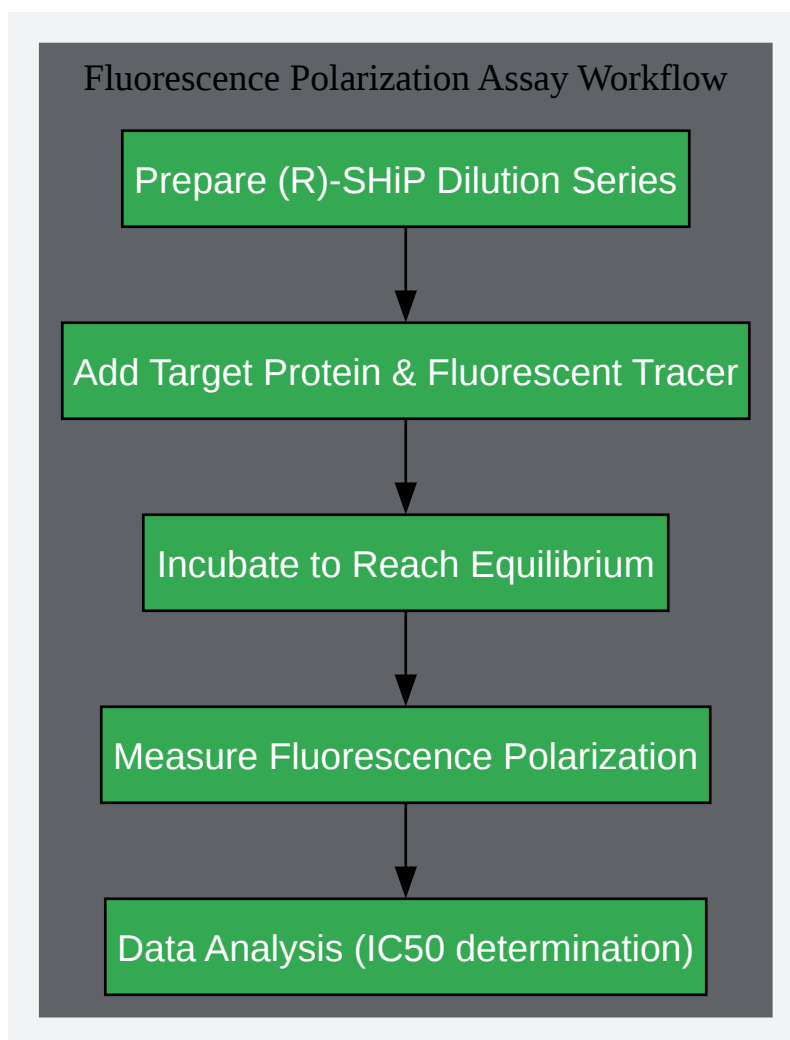 Fluorescence Polarization Assay Workflow
Prepare (R)-SHiP Dilution Series
Add Target Protein & Fluorescent Tracer
Incubate to Reach Equilibrium
Measure Fluorescence Polarization
Data Analysis (IC50 determination)